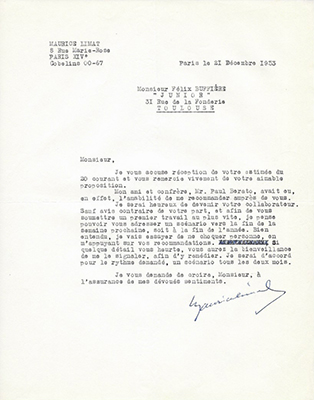 MAURICE LIMAT
6 Rue Marie-Rose
PARIS XIV°
Gobelins 00-67
Paris le 21 Décembre 1953
Monsieur Félix SUFFIÈRE
" J U N I O R "
31 Rue de la Fonderie
T O U L O U S E
Monsieur,
Je vous accuse réception de votre estimée du
20 courant et vous remercie vivement de votre aimable
proposition.
Mon ami et confrère, Mr. Paul Dersto, avait eu,
en effet, l'amabilité de me recommander auprès de vous.
Je serai heureux de devenir votre collaborateur.
Sauf avis contraire de votre part, et afin de vous
soumettre un premier travail au plus vite, je pense
pouvoir vous adresser un scénario vers la fin de la
semaine prochaine, soit à la fin de l'année. Bien
entendu, je vais essayer de ne choquer personne, en
m'appuyant sur vos recommandations. Si
quelque détail vous heurte, vous aurez la bienveillance
de me le signaler, afin d'y remédier. Je serai d'accord
pour le rythme demandé, un scénario tous les deux mois.
Je vous demande de croire, Monsieur, à
l'assurance de mes dévoués sentiments.